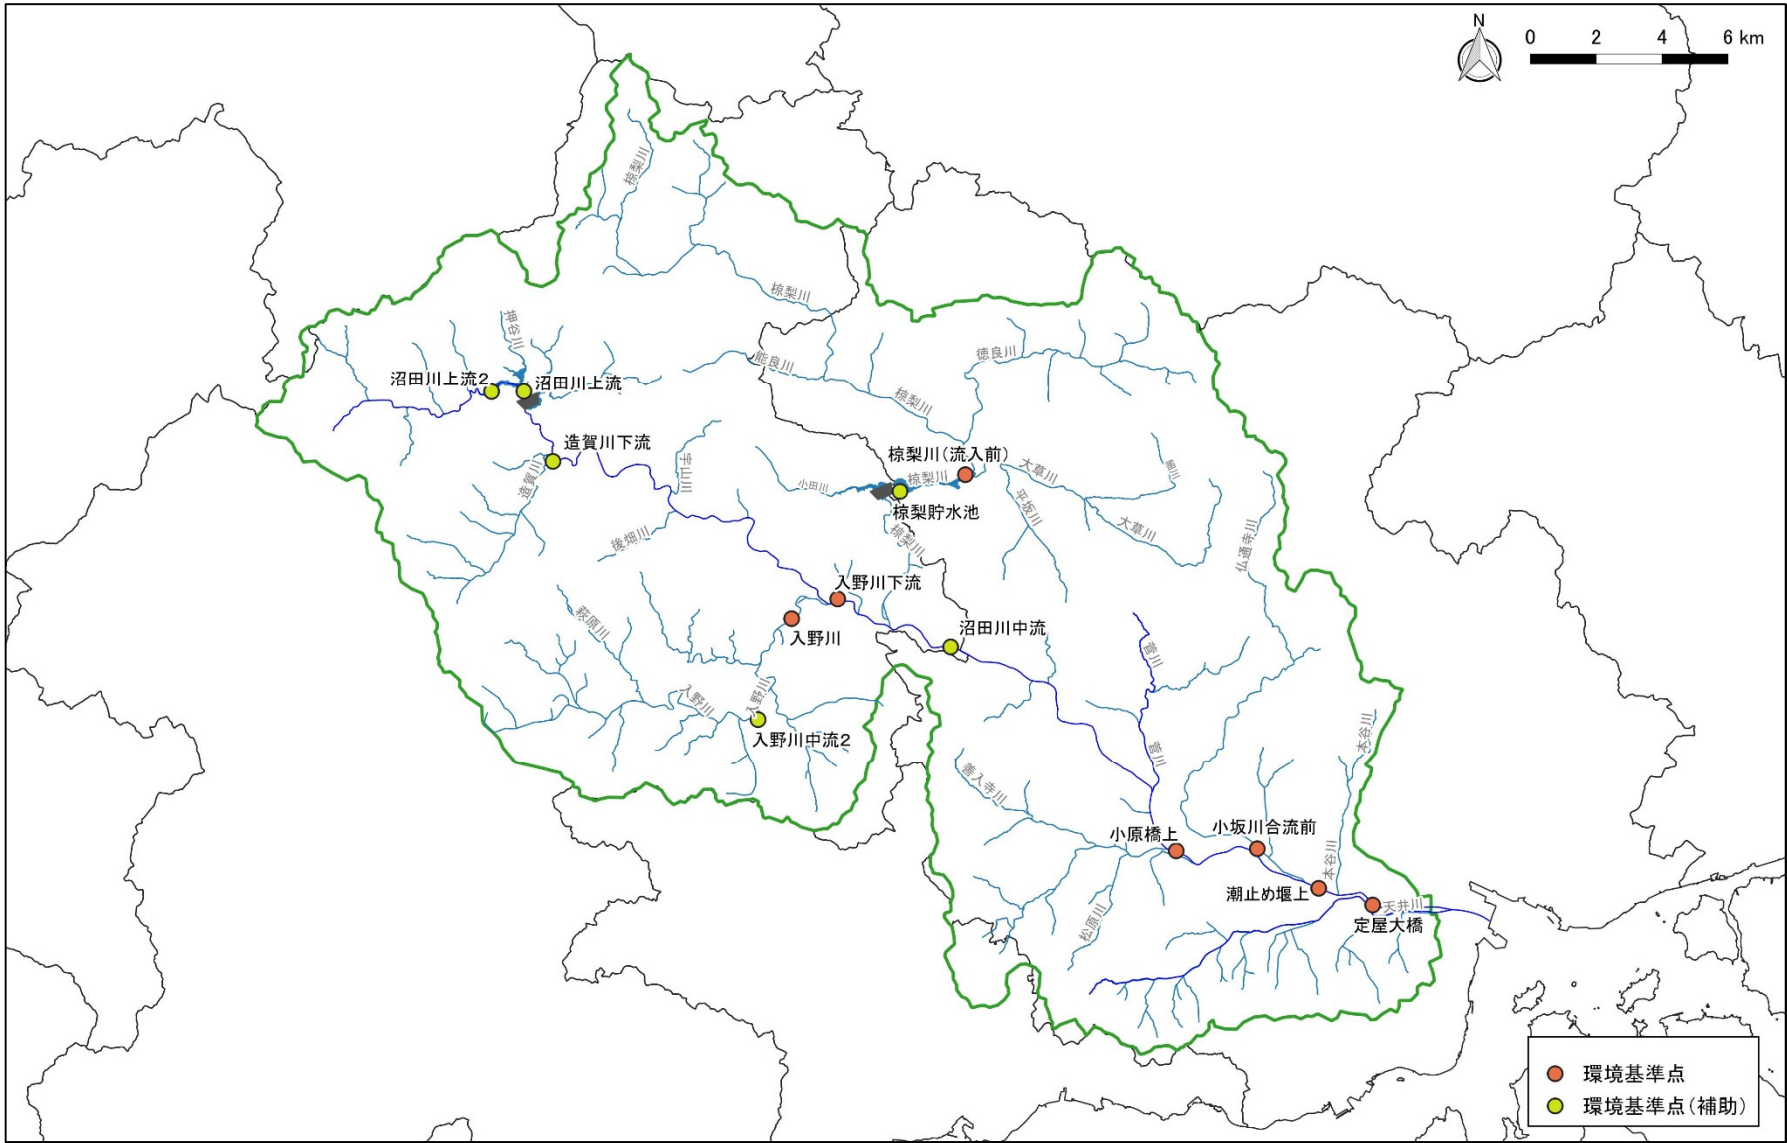 N
0 2 4 6 km
椋梨川
椋梨川
押谷川
能良川
徳良川
沼田川上流2
沼田川上流
椋梨川
造賀川下流
椋梨川(流入前)
造賀川
宇山川
小田川
椋梨川
大草川
椋梨貯水池
平坂川
大草川
後畑川
椋梨川
仏通寺川
入野川下流
萩原川
入野川
沼田川中流
菅川
入野川
入野川
入野川中流2
本谷川
菅川
善入寺川
小原橋上
小坂川合流前
本谷川
潮止め堰上
天井川
松原川
定屋大橋
環境基準点
環境基準点(補助)